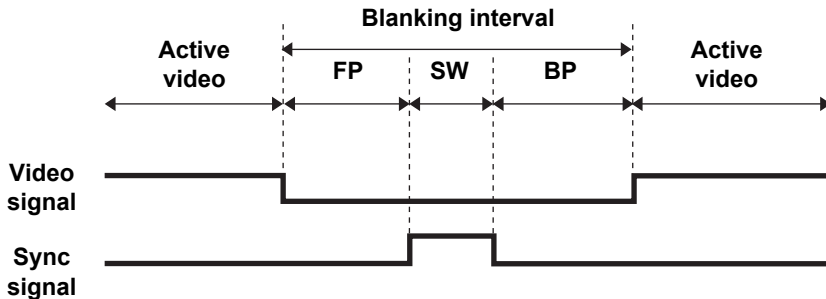 Blanking interval
Active
video
FP
SW
BP
Active
video
Video
signal
Sync
signal